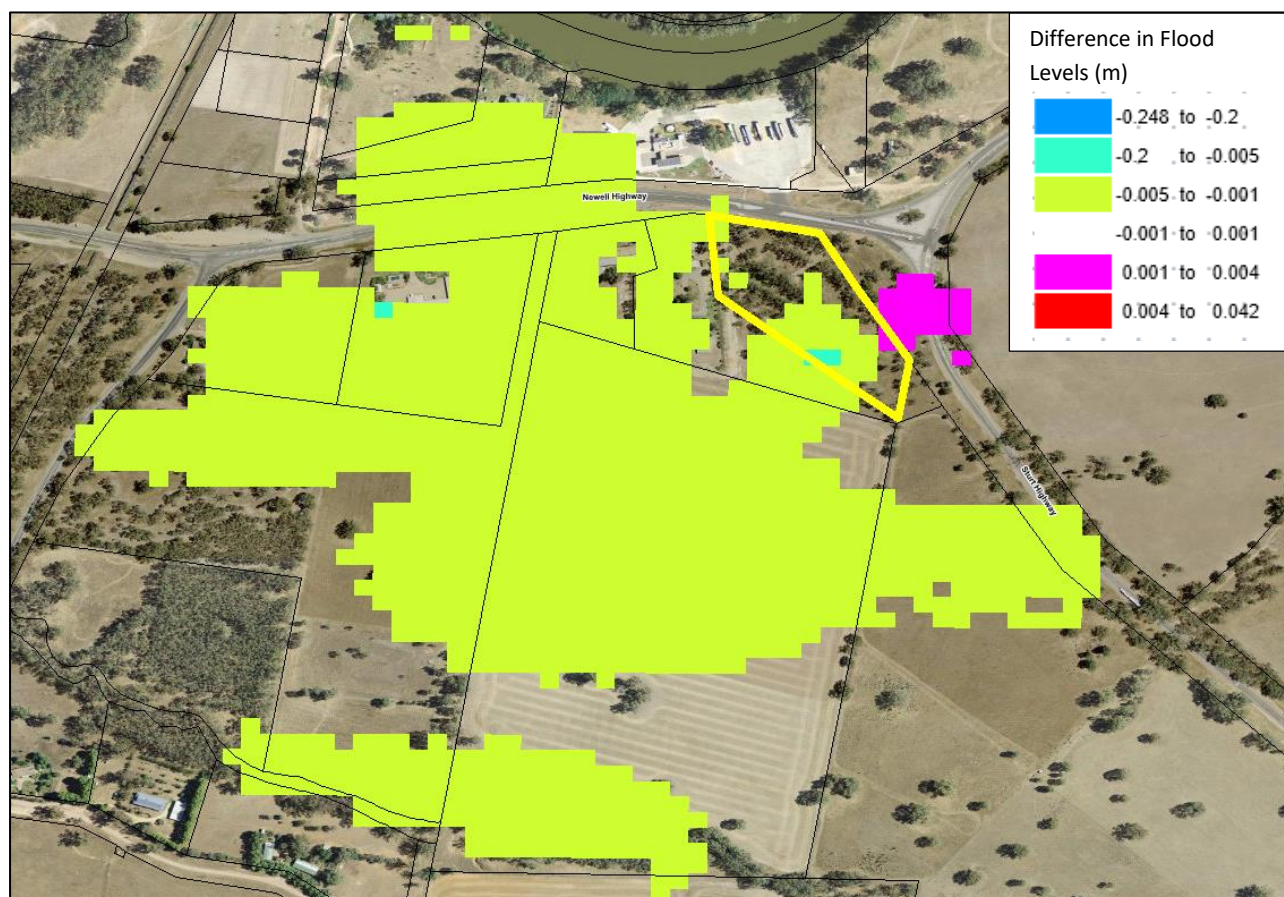 Difference in Flood
Levels (m)
-0.248 to -0.2
-0.2 to -0.005
-0.005 to -0.001
-0.001 to 0.001
0.001 to 0.004
0.004 to 0.042
Newell Highway
Sturt Highway